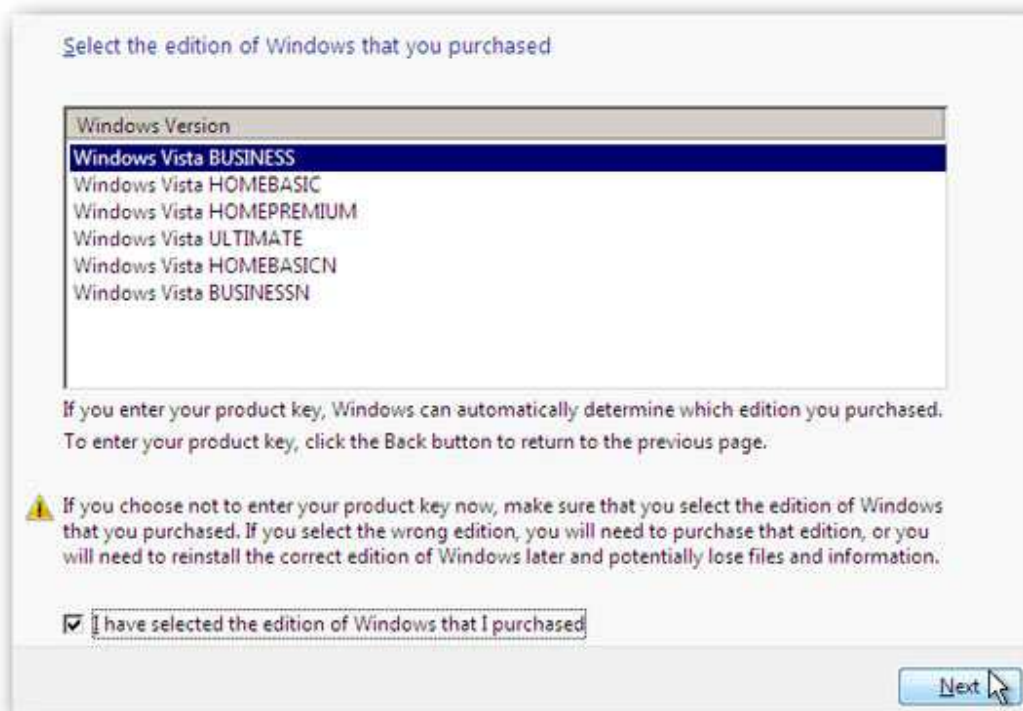 Select the edition of Windows that you purchased
Windows Version
Windows Vista BUSINESS
Windows Vista HOMEBASIC
Windows Vista HOMEPREMIUM
Windows Vista ULTIMATE
Windows Vista HOMEBASICN
Windows Vista BUSINESSN
If you enter your product key, Windows can automatically determine which edition you purchased.
To enter your product key, click the Back button to return to the previous page.
If you choose not to enter your product key now, make sure that you select the edition of Windows
that you purchased. If you select the wrong edition, you will need to purchase that edition, or you
will need to reinstall the correct edition of Windows later and potentially lose files and information.
I have selected the edition of Windows that I purchased
Next